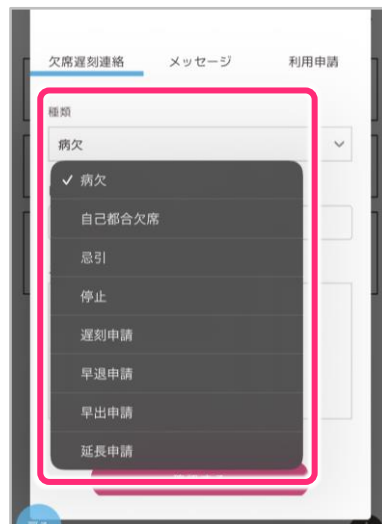 欠席遅刻連絡 メッセージ 利用申請
種類
病欠
✓ 病欠
自己都合欠席
忌引
停止
遅刻申請
早退申請
早出申請
延長申請